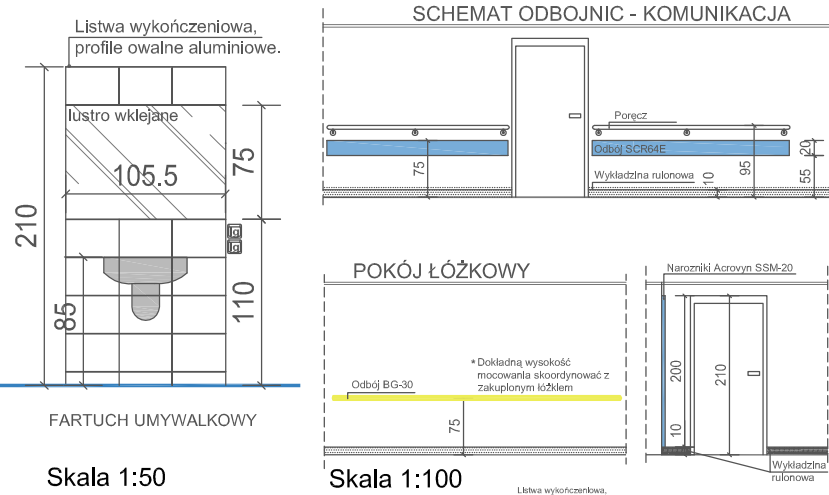 Listwa wykończeniowa,
profile owalne aluminiowe.
210
lustro wklejane
105.5
75
85
110
FARTUCH UMYWALKOWY
Skala 1:50
SCHEMAT ODBOJNIC - KOMUNIKACJA
Poręcz
Odbój SCR64E
Wykładzina rulonowa
75
10
95
20
55
POKÓJ ŁÓŻKOWY
Odbój BG-30
* Dokładną wysokość
mocowania skoordynować z
zakupionym łóżkiem
75
Skala 1:100
Narożniki Acrovyn SSM-20
200
210
10
Wykładzina
rulonowa
Listwa wykończeniowa,